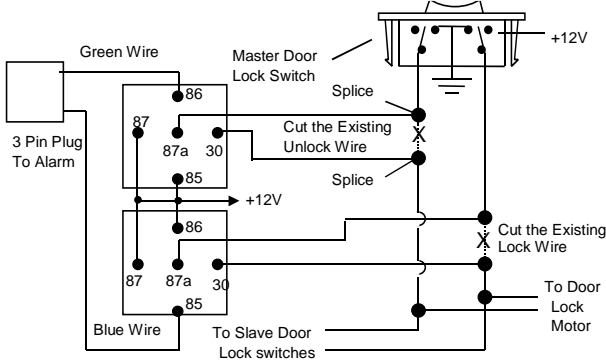 Green Wire
Master Door
Lock Switch
+12V
Splice
86
87
87a
30
3 Pin Plug
To Alarm
Cut the Existing
Unlock Wire
X
85
Splice
+12V
86
Cut the Existing
Lock Wire
X
87
87a
30
85
Blue Wire
To Door
Lock
Motor
To Slave Door
Lock switches